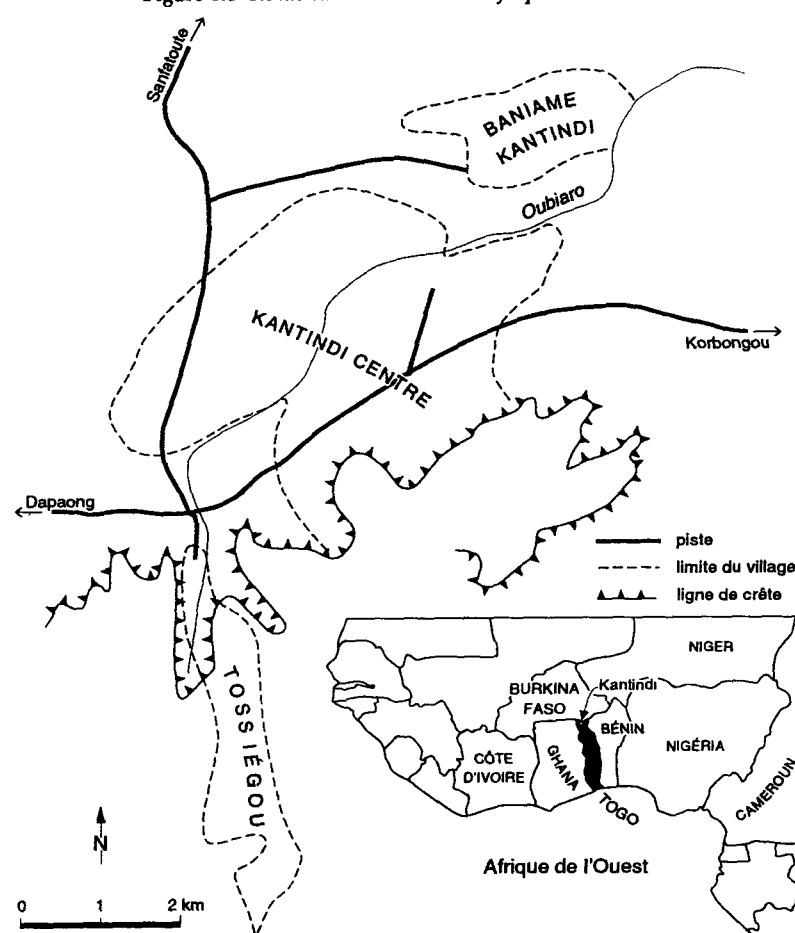 Sanfatoute
BANIAME
KANTINDI
Oubiaro
KANTINDI CENTRE
Korbongou
Dapaong
piste
limite du village
ligne de crête
TOSSIÉGOU
NIGER
Kantindi
BURKINA
FASO
BÉNIN
NIGÉRIA
CÔTE
D'IVOIRE
GHANA
TOGO
CAMEROUN
Afrique de l'Ouest
N
0 1 2 km